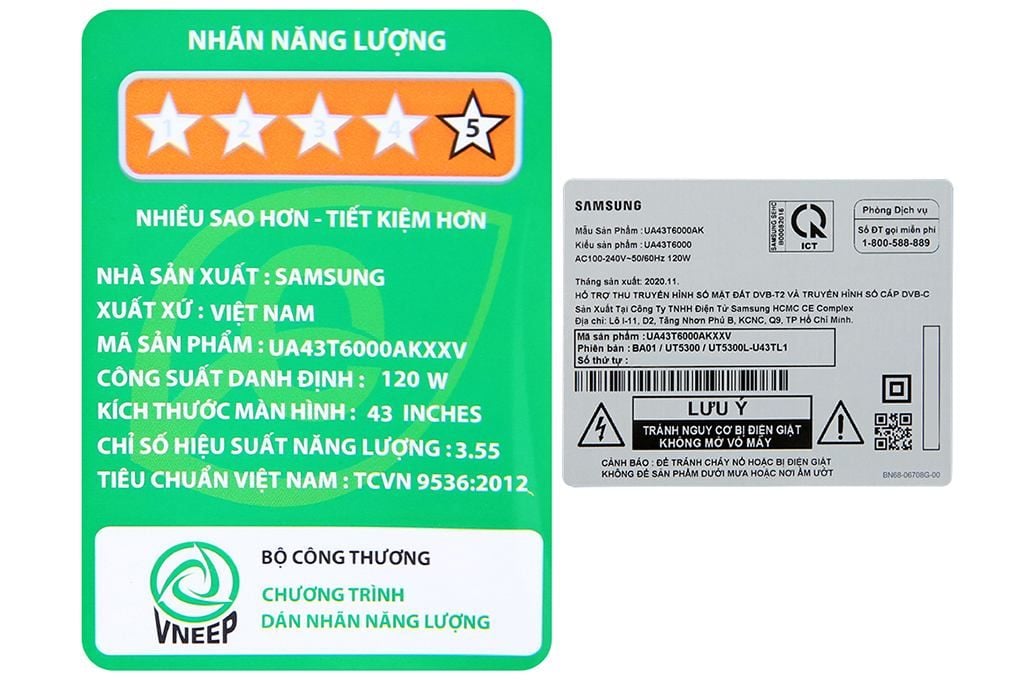 NHÃN NĂNG LƯỢNG
1 2 3 4 5
NHIỀU SAO HƠN - TIẾT KIỆM HƠN
NHÀ SẢN XUẤT : SAMSUNG
XUẤT XỨ : VIỆT NAM
MÃ SẢN PHẨM : UA43T6000AKXXV
CÔNG SUẤT DANH ĐỊNH : 120 W
KÍCH THƯỚC MÀN HÌNH : 43 INCHES
CHỈ SỐ HIỆU SUẤT NĂNG LƯỢNG : 3.55
TIÊU CHUẨN VIỆT NAM : TCVN 9536:2012
VNEEP
BỘ CÔNG THƯƠNG
CHƯƠNG TRÌNH
DÁN NHÃN NĂNG LƯỢNG
SAMSUNG
Mẫu Sản Phẩm : UA43T6000AK
Kiểu sản phẩm : UA43T6000
AC100-240V~50/60Hz 120W
SAMSUNG SEHC
B00082016
ICT
Phòng Dịch vụ
Số ĐT gọi miễn phí
1-800-588-889
Tháng sản xuất: 2020.11.
HỖ TRỢ THU TRUYỀN HÌNH SỐ MẶT ĐẤT DVB-T2 VÀ TRUYỀN HÌNH SỐ CÁP DVB-C
Sản Xuất Tại Công Ty TNHH Điện Tử Samsung HCMC CE Complex
Địa chỉ: Lô I-11, D2, Tăng Nhơn Phú B, KCNC, Q9, TP Hồ Chí Minh.
Mã sản phẩm : UA43T6000AKXXV
Phiên bản : BA01 / UT5300 / UT5300L-U43TL1
Số thứ tự :
LƯU Ý
TRÁNH NGUY CƠ BỊ ĐIỆN GIẬT
KHÔNG MỞ VỎ MÁY
CẢNH BÁO : ĐỂ TRÁNH CHÁY NỔ HOẶC BỊ ĐIỆN GIẬT
KHÔNG ĐỂ SẢN PHẨM DƯỚI MƯA HOẶC NƠI ẨM ƯỚT
BN68-06708G-00